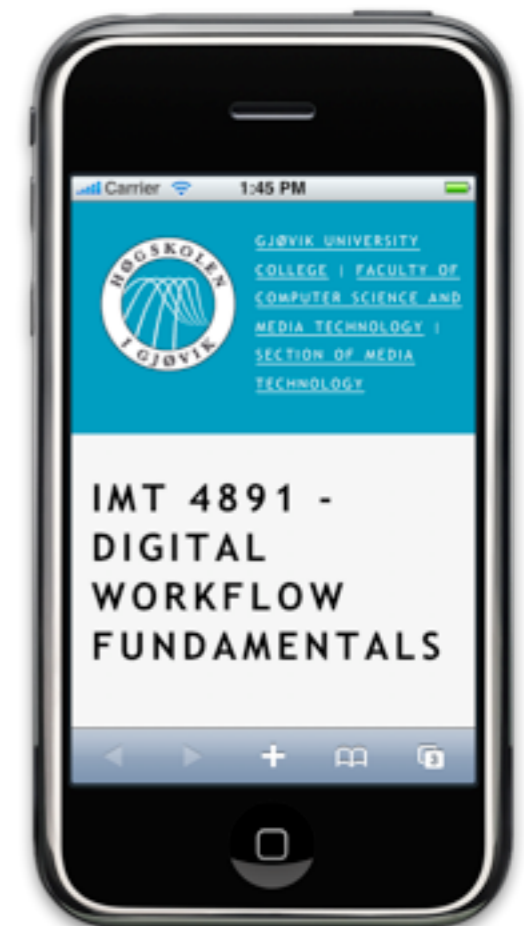 Carrier 1:45 PM
HØGSKOLEN
I GJØVIK
GJØVIK UNIVERSITY
COLLEGE | FACULTY OF
COMPUTER SCIENCE AND
MEDIA TECHNOLOGY |
SECTION OF MEDIA
TECHNOLOGY
IMT 4891 -
DIGITAL
WORKFLOW
FUNDAMENTALS
3